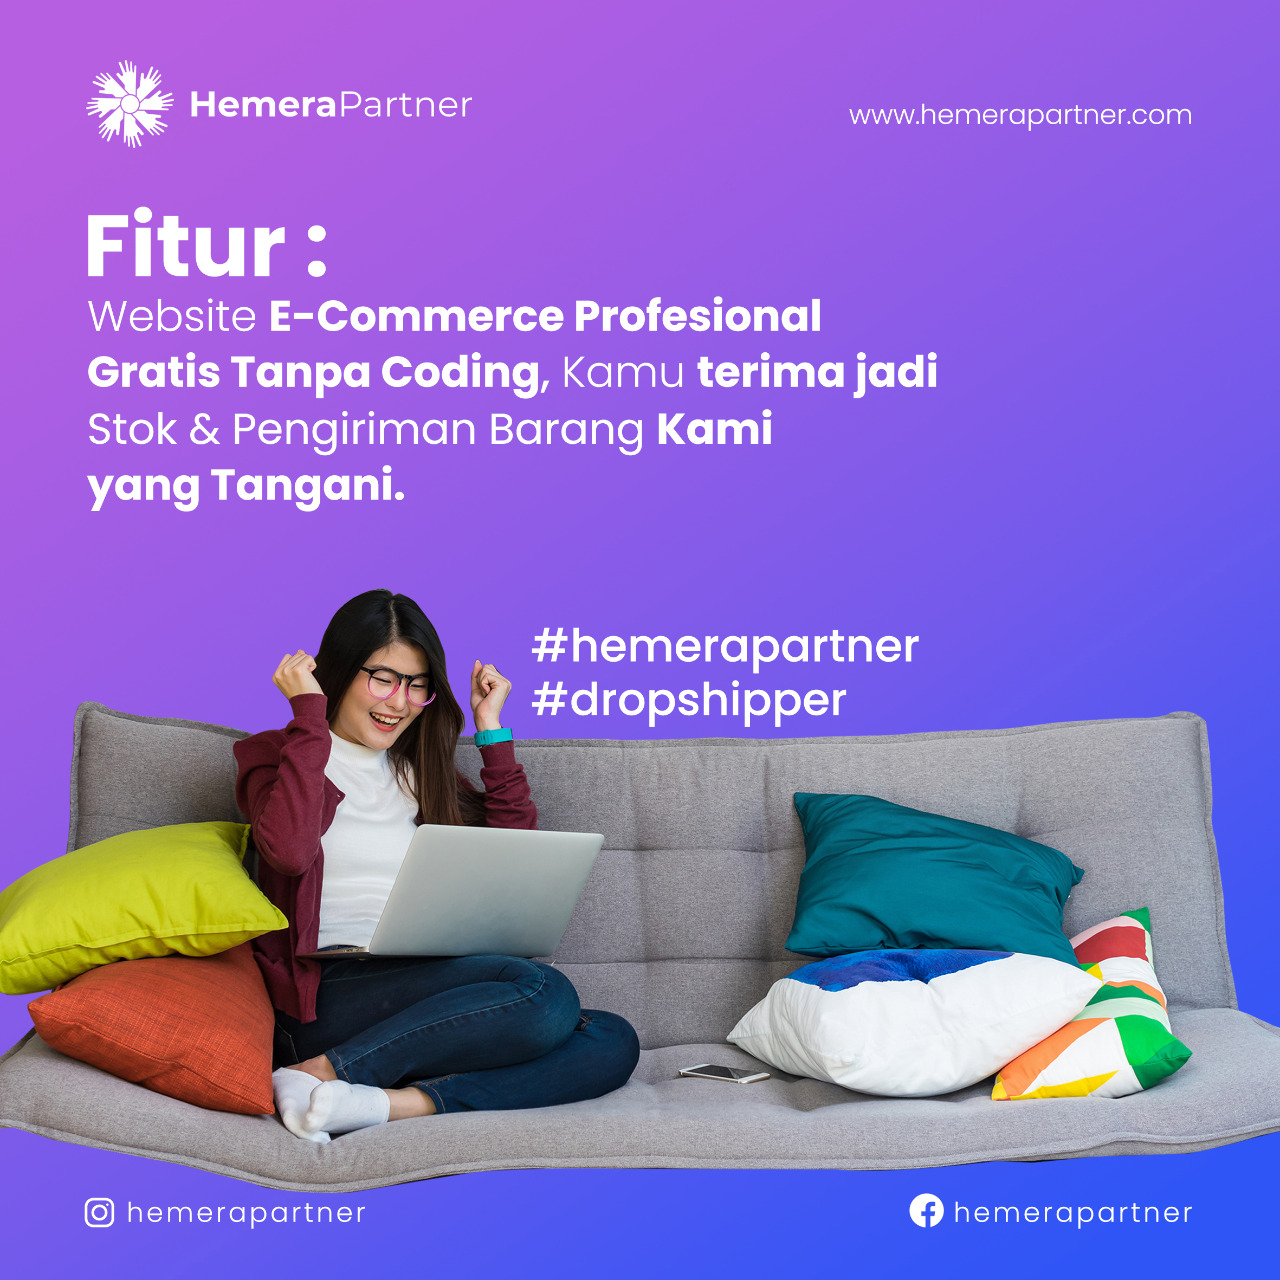 HemeraPartner
www.hemerapartner.com
Fitur :
Website E-Commerce Profesional
Gratis Tanpa Coding, Kamu terima jadi
Stok & Pengiriman Barang Kami
yang Tangani.
#hemerapartner
#dropshipper
hemerapartner
hemerapartner